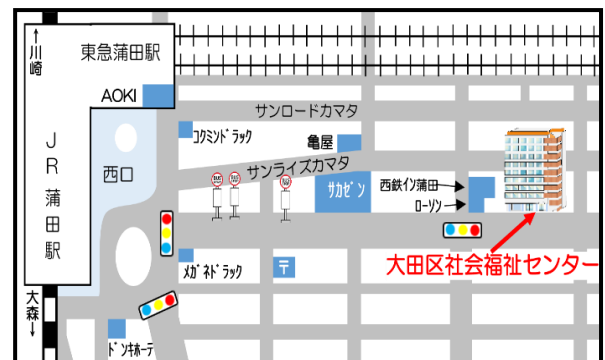 ↑川崎
東急蒲田駅
AOKI
サンロードカマタ
コクミンドラック
亀屋
JR蒲田駅
西口
サンライズカマタ
サカゼン
西鉄イン蒲田
ローソン
BUS
BUS
BUS
メガネドラッグ
〒
大田区社会福祉センター
大森↓
ドンキホーテ